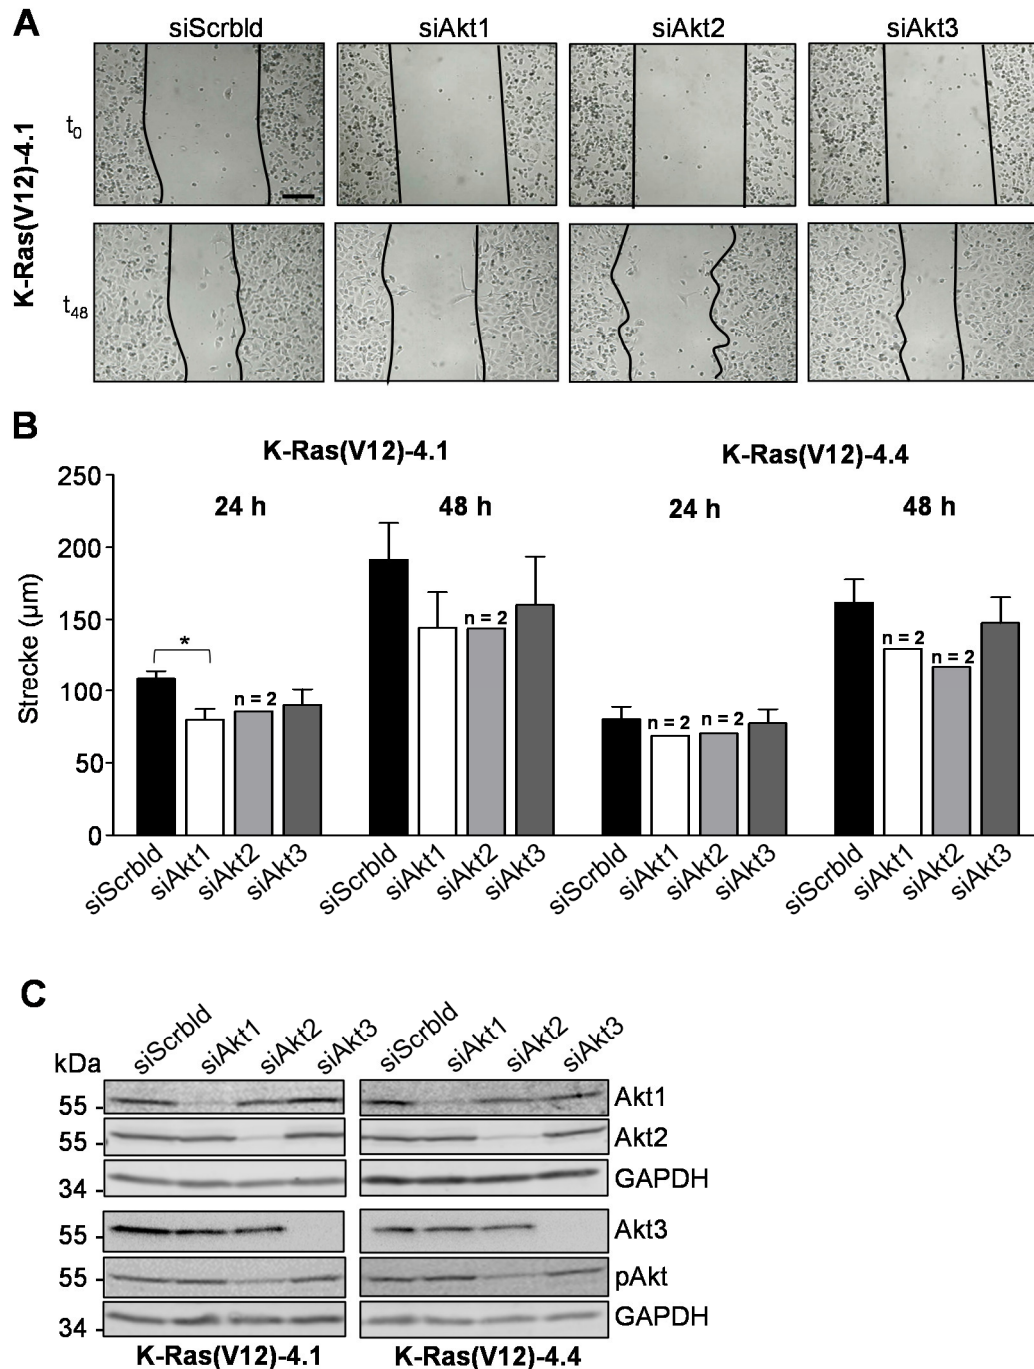 A
siScrbld siAkt1 siAkt2 siAkt3
K-Ras(V12)-4.1
t0
t48
B
K-Ras(V12)-4.1 K-Ras(V12)-4.4
24 h 48 h 24 h 48 h
Strecke (µm)
250
200
150
100
50
0
* n = 2 n = 2 n = 2 n = 2 n = 2 n = 2
siScrbld siAkt1 siAkt2 siAkt3 siScrbld siAkt1 siAkt2 siAkt3 siScrbld siAkt1 siAkt2 siAkt3 siScrbld siAkt1 siAkt2 siAkt3
C
kDa siScrbld siAkt1 siAkt2 siAkt3 siScrbld siAkt1 siAkt2 siAkt3
55 - Akt1
55 - Akt2
34 - GAPDH
55 - Akt3
55 - pAkt
34 - GAPDH
K-Ras(V12)-4.1 K-Ras(V12)-4.4